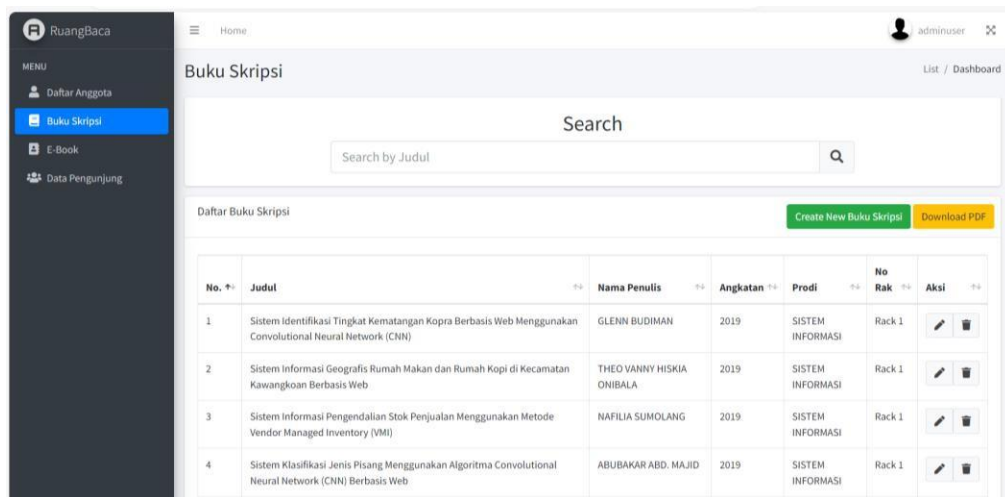 RuangBaca
Home
adminuser
MENU
Daftar Anggota
Buku Skripsi
E-Book
Data Pengunjung
Buku Skripsi
List / Dashboard
Search
Search by Judul
Daftar Buku Skripsi
Create New Buku Skripsi
Download PDF
No. Judul Nama Penulis Angkatan Prodi No Rak Aksi
1 Sistem Identifikasi Tingkat Kematangan Kopra Berbasis Web Menggunakan GLENN BUDIMAN 2019 SISTEM Rack 1
Convolutional Neural Network (CNN) INFORMASI
2 Sistem Informasi Geografis Rumah Makan dan Rumah Kopi di Kecamatan THEO VANNY HISKIA 2019 SISTEM Rack 1
Kawangkoan Berbasis Web ONIBALA INFORMASI
3 Sistem Informasi Pengendalian Stok Penjualan Menggunakan Metode NAFILIA SUMOLANG 2019 SISTEM Rack 1
Vendor Managed Inventory (VMI) INFORMASI
4 Sistem Klasifikasi Jenis Pisang Menggunakan Algoritma Convolutional ABUBAKAR ABD. MAJID 2019 SISTEM Rack 1
Neural Network (CNN) Berbasis Web INFORMASI